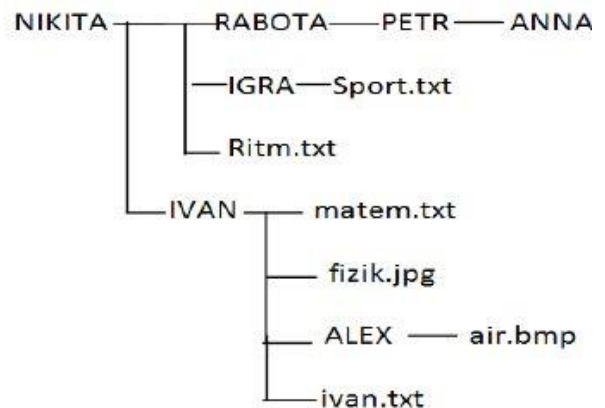 NIKITA RABOTA PETR ANNA
IGRA Sport.txt
Ritm.txt
IVAN matem.txt
fizik.jpg
ALEX air.bmp
ivan.txt